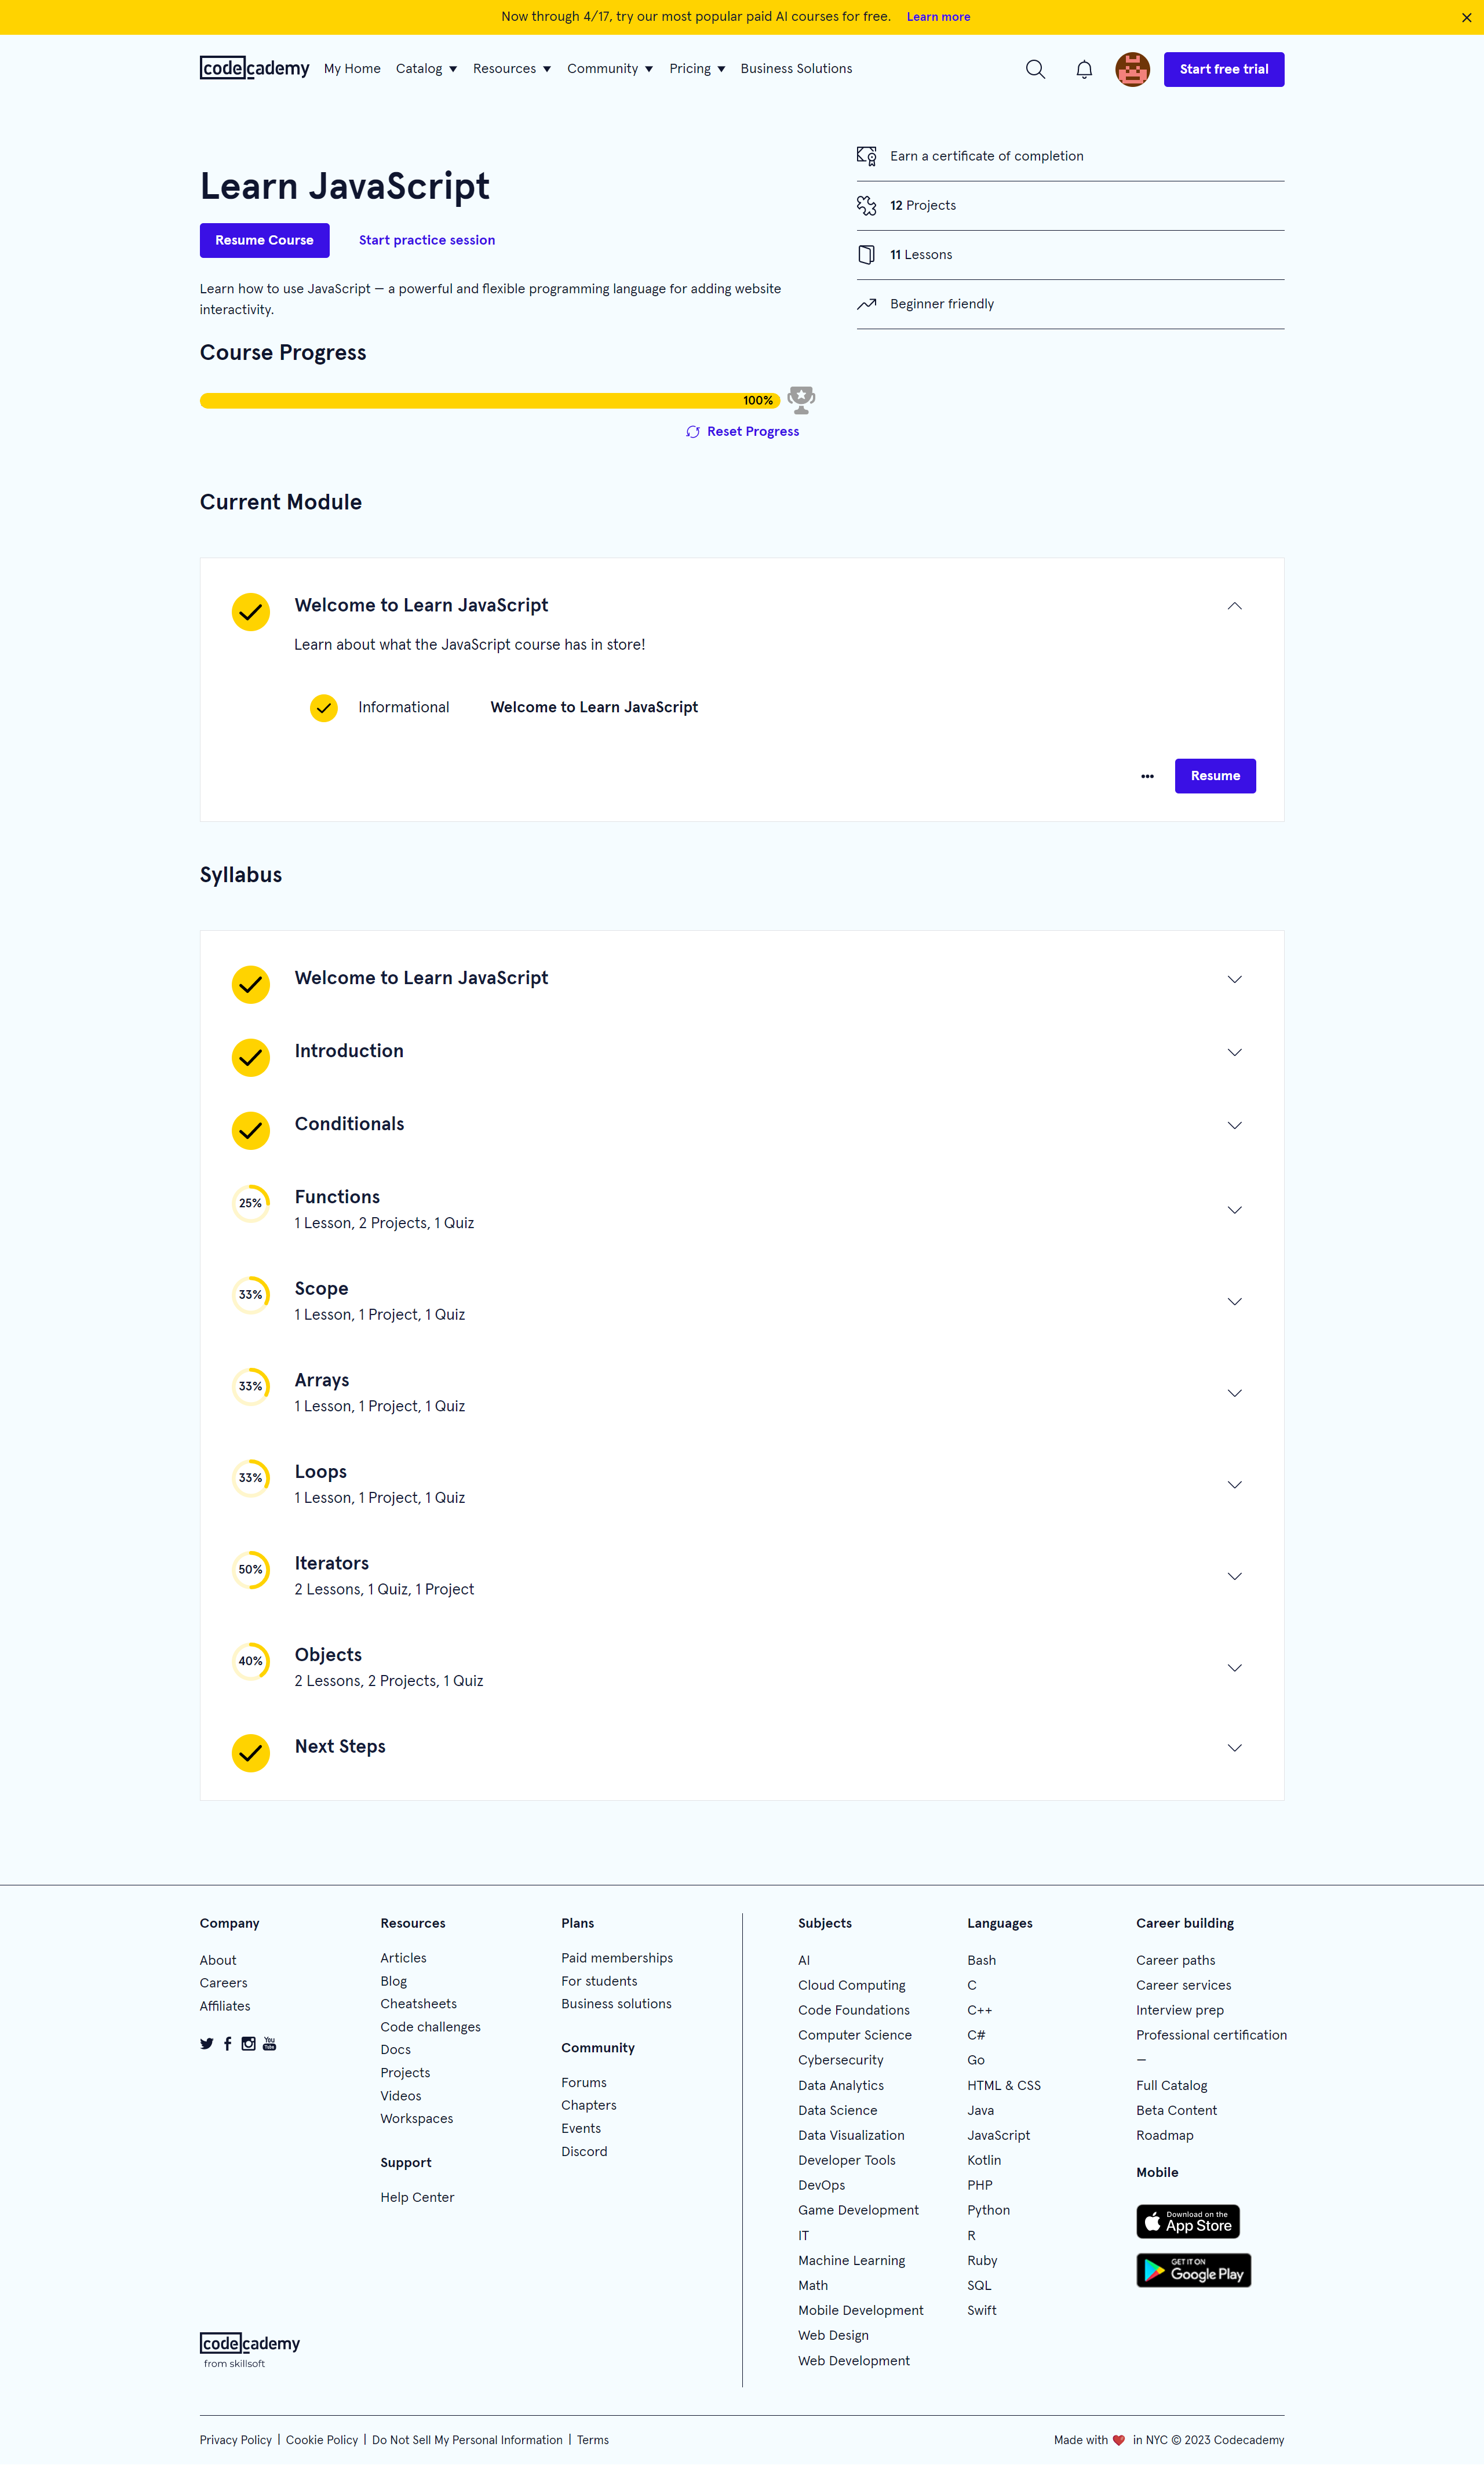 Now through 4/17, try our most popular paid AI courses for free. Learn more
codecademy My Home Catalog Resources Community Pricing Business Solutions Start free trial
Learn JavaScript
Resume Course Start practice session
Learn how to use JavaScript — a powerful and flexible programming language for adding website
interactivity.
Earn a certificate of completion
12 Projects
11 Lessons
Beginner friendly
Course Progress
100%
Reset Progress
Current Module
Welcome to Learn JavaScript
Learn about what the JavaScript course has in store!
Informational Welcome to Learn JavaScript
Resume
Syllabus
Welcome to Learn JavaScript
Introduction
Conditionals
25% Functions
1 Lesson, 2 Projects, 1 Quiz
33% Scope
1 Lesson, 1 Project, 1 Quiz
33% Arrays
1 Lesson, 1 Project, 1 Quiz
33% Loops
1 Lesson, 1 Project, 1 Quiz
50% Iterators
2 Lessons, 1 Quiz, 1 Project
40% Objects
2 Lessons, 2 Projects, 1 Quiz
Next Steps
Company
About
Careers
Affiliates
You
Tube
Resources
Articles
Blog
Cheatsheets
Code challenges
Docs
Projects
Videos
Workspaces
Support
Help Center
Plans
Paid memberships
For students
Business solutions
Community
Forums
Chapters
Events
Discord
Subjects
AI
Cloud Computing
Code Foundations
Computer Science
Cybersecurity
Data Analytics
Data Science
Data Visualization
Developer Tools
DevOps
Game Development
IT
Machine Learning
Math
Mobile Development
Web Design
Web Development
Languages
Bash
C
C++
C#
Go
HTML & CSS
Java
JavaScript
Kotlin
PHP
Python
R
Ruby
SQL
Swift
Career building
Career paths
Career services
Interview prep
Professional certification
—
Full Catalog
Beta Content
Roadmap
Mobile
Download on the
App Store
GET IT ON
Google Play
codecademy
from skillsoft
Privacy Policy | Cookie Policy | Do Not Sell My Personal Information | Terms
Made with ❤️ in NYC © 2023 Codecademy